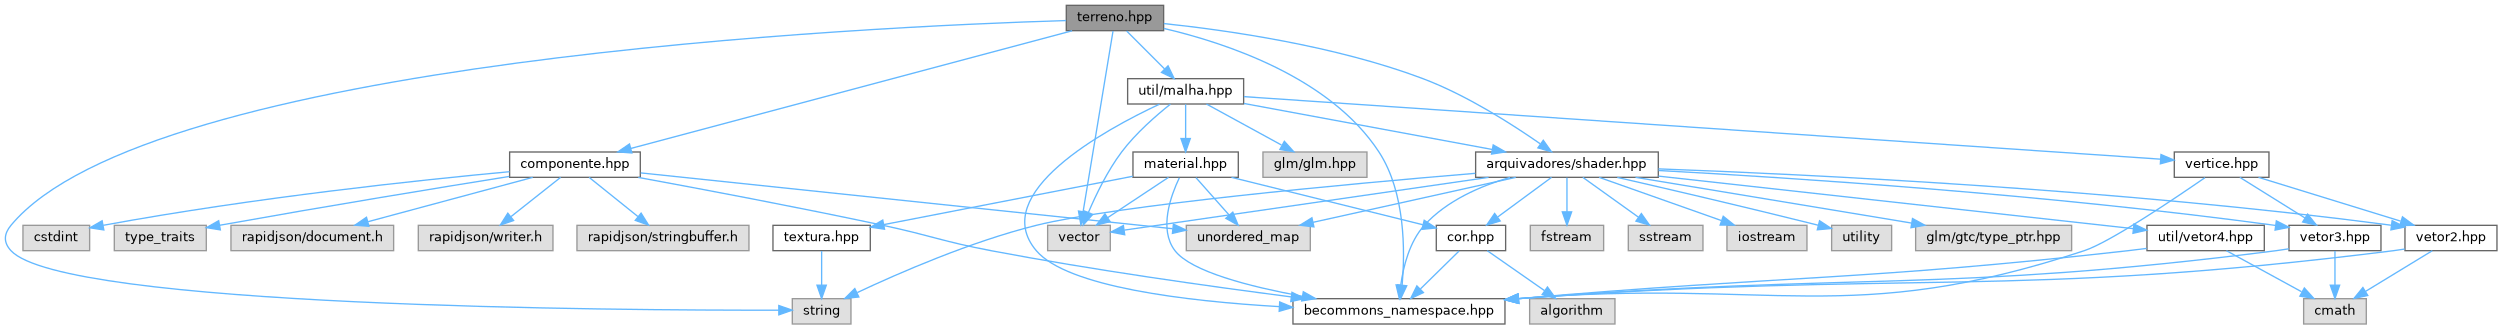 terreno.hpp
util/malha.hpp
componente.hpp
material.hpp
glm/glm.hpp
arquivadores/shader.hpp
vertice.hpp
cstdint
type_traits
rapidjson/document.h
rapidjson/writer.h
rapidjson/stringbuffer.h
textura.hpp
vector
unordered_map
cor.hpp
fstream
sstream
iostream
utility
glm/gtc/type_ptr.hpp
util/vetor4.hpp
vetor3.hpp
vetor2.hpp
string
becommons_namespace.hpp
algorithm
cmath